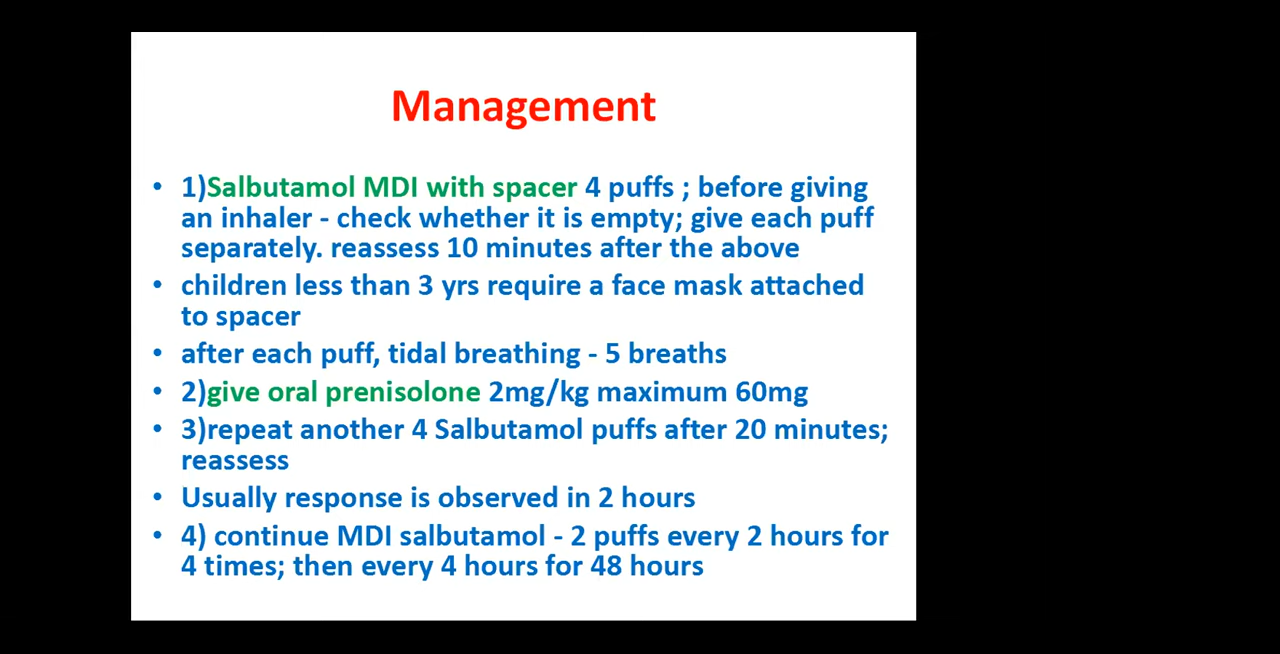 Management
• 1)Salbutamol MDI with spacer 4 puffs ; before giving
an inhaler - check whether it is empty; give each puff
separately. reassess 10 minutes after the above
• children less than 3 yrs require a face mask attached
to spacer
• after each puff, tidal breathing - 5 breaths
• 2)give oral prenisolone 2mg/kg maximum 60mg
• 3)repeat another 4 Salbutamol puffs after 20 minutes;
reassess
• Usually response is observed in 2 hours
• 4) continue MDI salbutamol - 2 puffs every 2 hours for
4 times; then every 4 hours for 48 hours